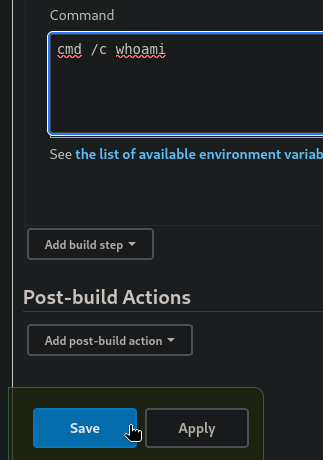 Command
cmd /c whoami
See the list of available environment variab
Add build step
Post-build Actions
Add post-build action
Save
Apply